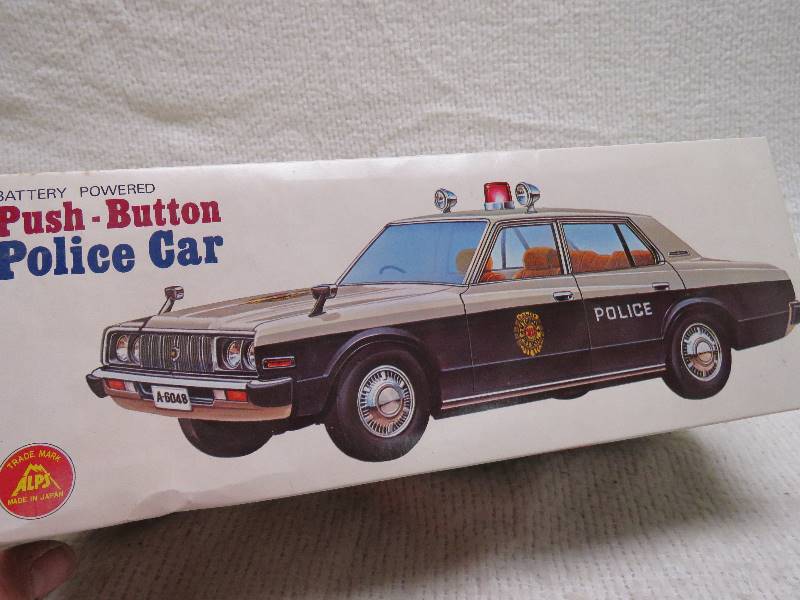 BATTERY POWERED
Push-Button
Police Car
POLICE
A-6048
TRADE MARK
ALPS
MADE IN JAPAN